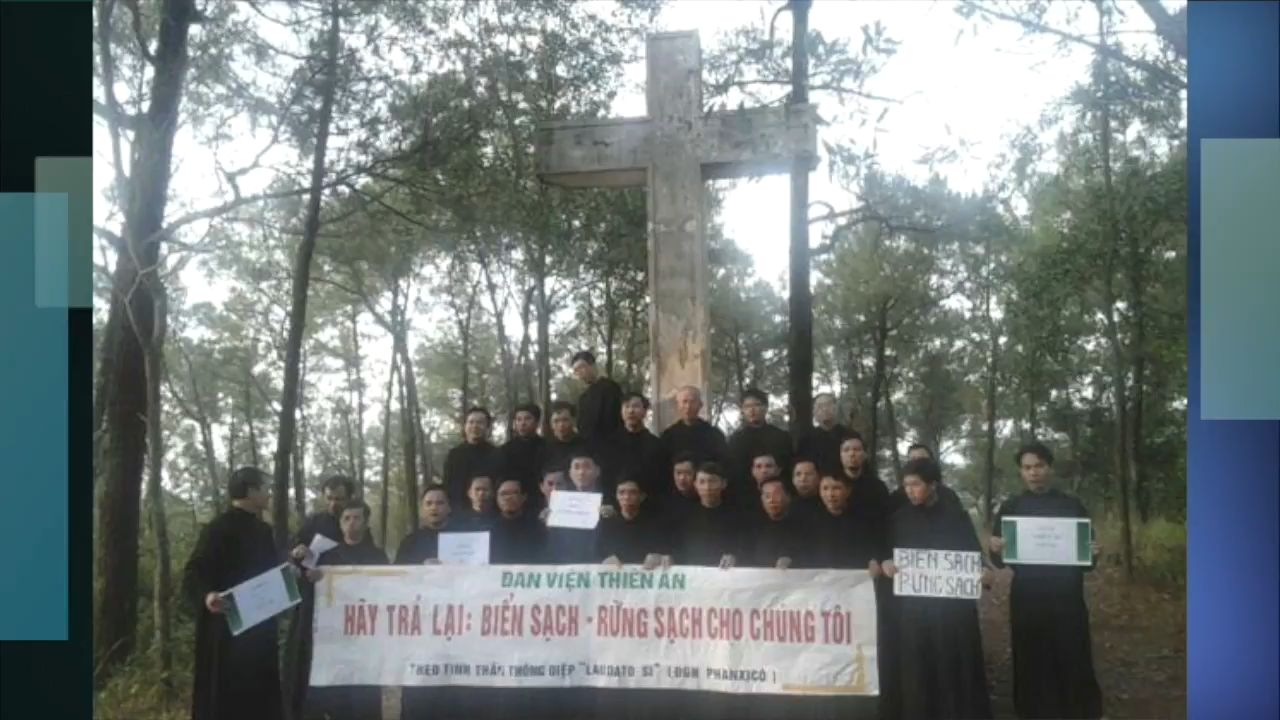 ĐAN VIỆN THIÊN AN
HÃY TRẢ LẠI: BIỂN SẠCH - RỪNG SẠCH CHO CHÚNG TÔI
THEO TINH THẦN THÔNG ĐIỆP "LAUDATO SI" (ĐGH PHANXICÔ)
BIỂN SẠCH
RỪNG SẠCH